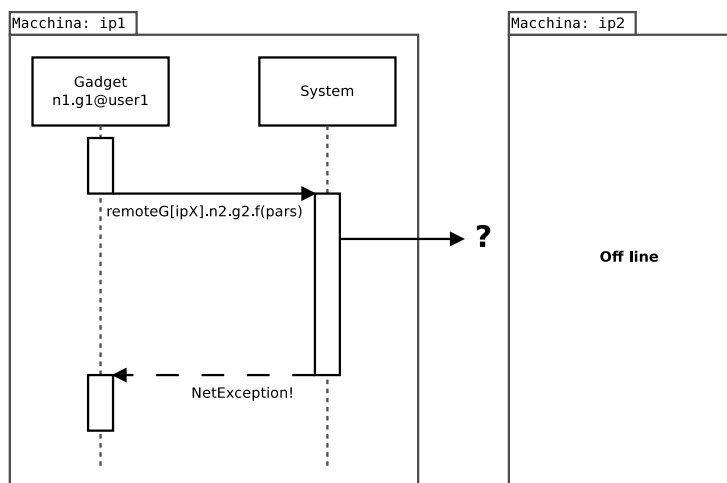 Macchina: ip1
Macchina: ip2
Gadget
n1.g1@user1
System
remoteG[ipX].n2.g2.f(pars)
?
Off line
NetException!